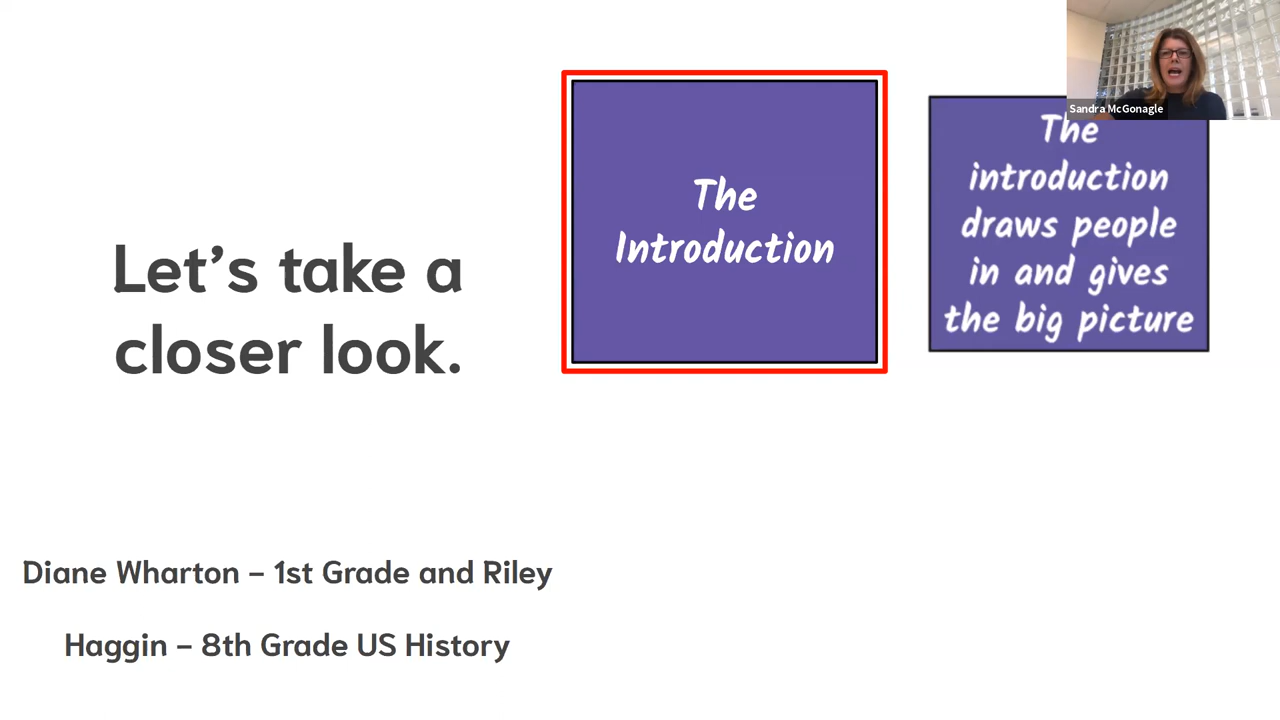 Let's take a
closer look.
The
Introduction
Sandra McGonagle
The
introduction
draws people
in and gives
the big picture
Diane Wharton – 1st Grade and Riley
Haggin – 8th Grade US History